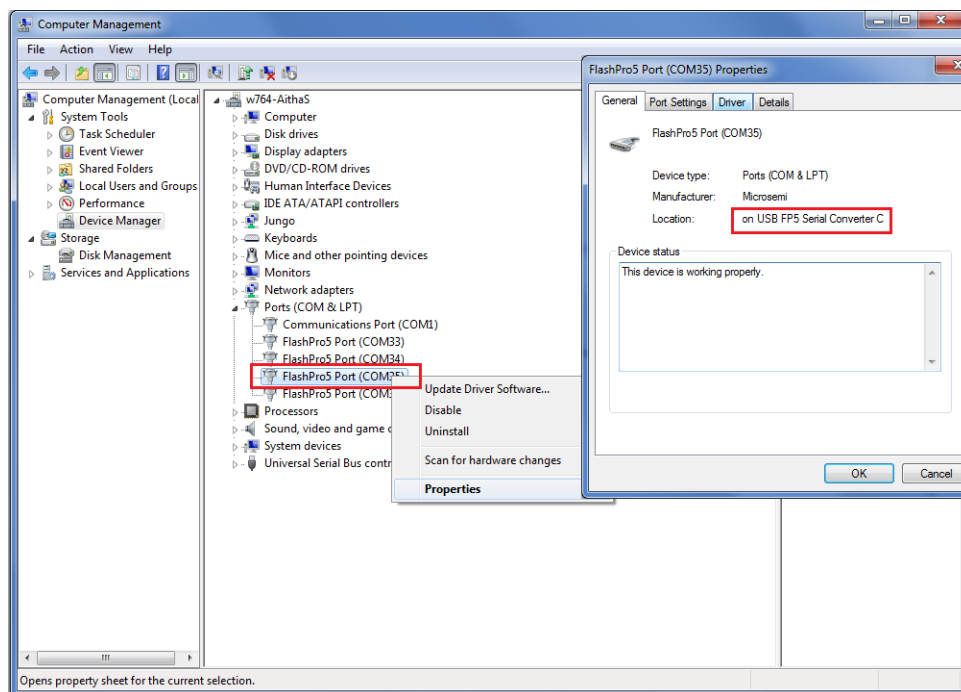 Computer Management
File Action View Help
Computer Management (Local
System Tools
Task Scheduler
Event Viewer
Shared Folders
Local Users and Groups
Performance
Device Manager
Storage
Disk Management
Services and Applications
w764-AithaS
Computer
Disk drives
Display adapters
DVD/CD-ROM drives
Human Interface Devices
IDE ATA/ATAPI controllers
Jungo
Keyboards
Mice and other pointing devices
Monitors
Network adapters
Ports (COM & LPT)
Communications Port (COM1)
FlashPro5 Port (COM33)
FlashPro5 Port (COM34)
FlashPro5 Port (COM35)
FlashPro5 Port
Processors
Sound, video and game
System devices
Universal Serial Bus
Update Driver Software...
Disable
Uninstall
Scan for hardware changes
Properties
FlashPro5 Port (COM35) Properties
General Port Settings Driver Details
FlashPro5 Port (COM35)
Device type: Ports (COM & LPT)
Manufacturer: Microsemi
Location: on USB FP5 Serial Converter C
Device status
This device is working properly.
OK Cancel
Opens property sheet for the current selection.